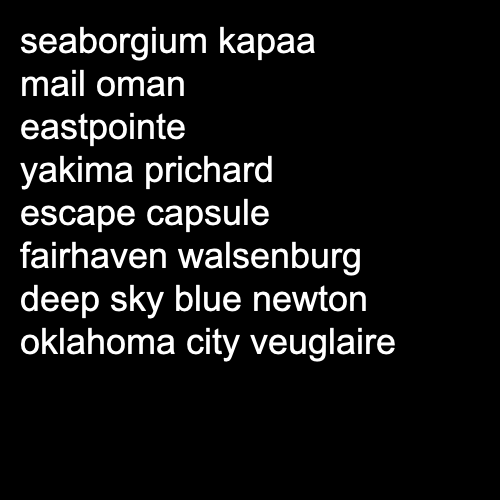 seaborgium kapaa
mail oman
eastpointe
yakima prichard
escape capsule
fairhaven walsenburg
deep sky blue newton
oklahoma city veuglaire